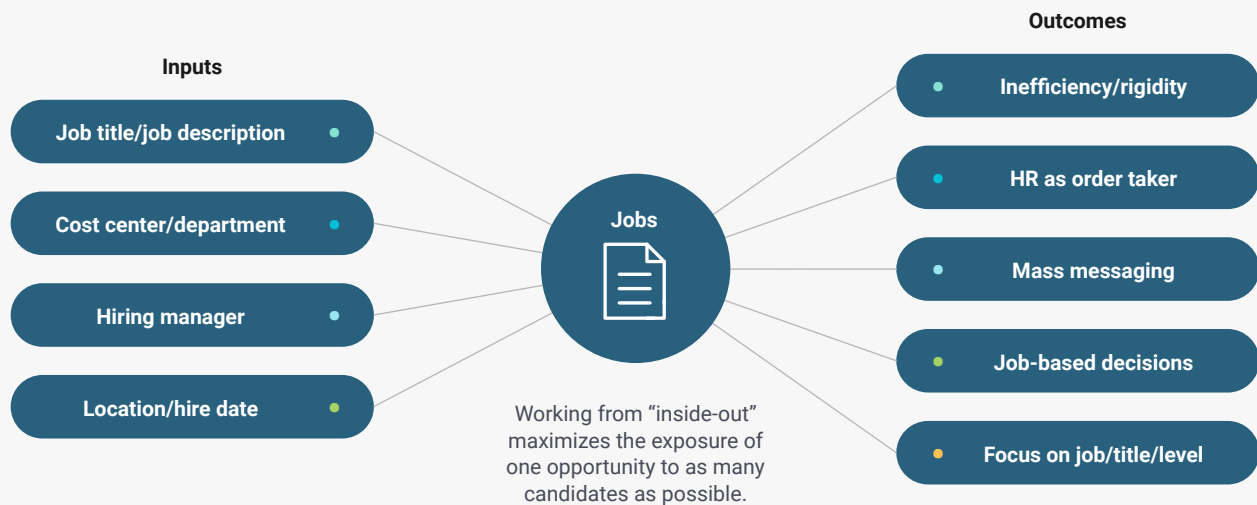 Inputs
Job title/job description
Cost center/department
Hiring manager
Location/hire date
Jobs
Working from “inside-out”
maximizes the exposure of
one opportunity to as many
candidates as possible.
Outcomes
Inefficiency/rigidity
HR as order taker
Mass messaging
Job-based decisions
Focus on job/title/level